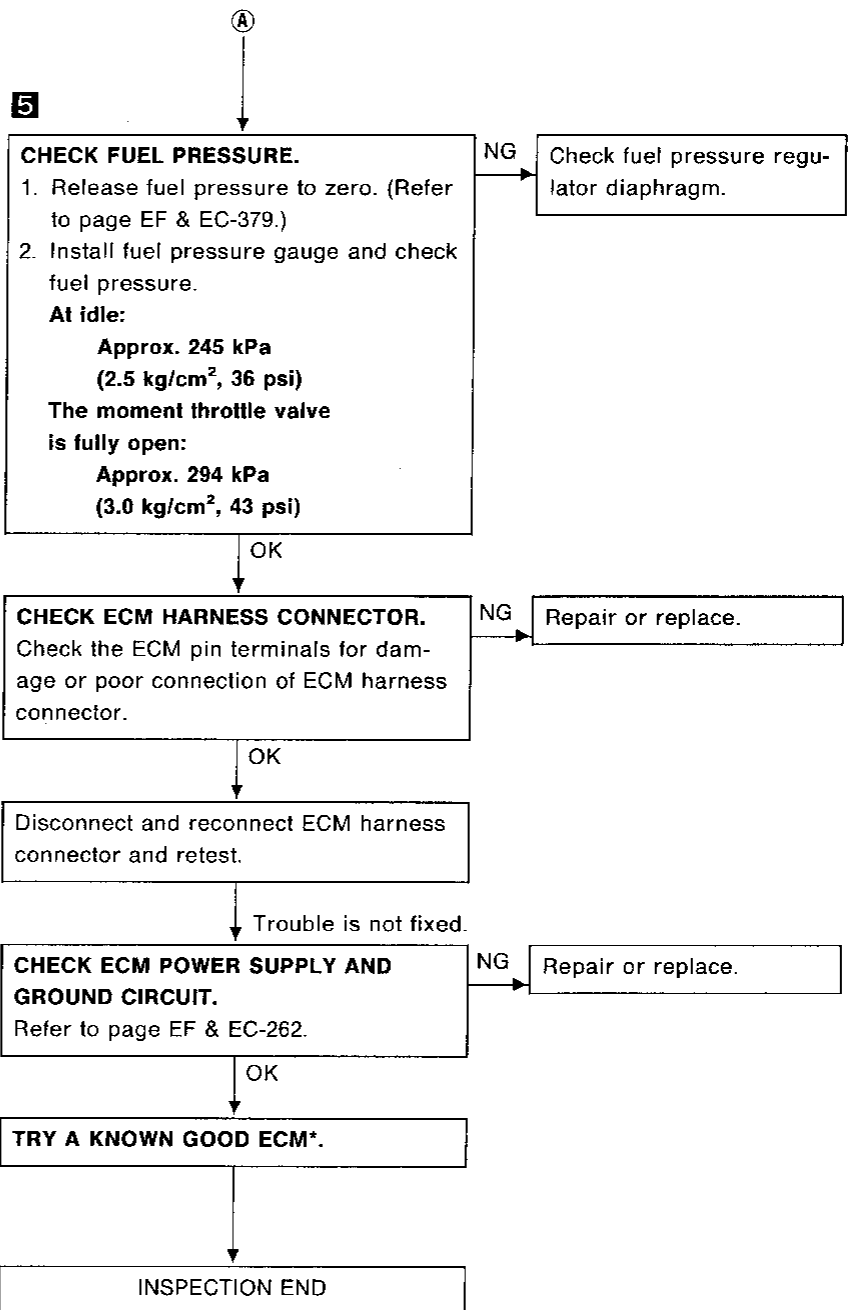 A
5
CHECK FUEL PRESSURE.
1. Release fuel pressure to zero. (Refer
to page EF & EC-379.)
2. Install fuel pressure gauge and check
fuel pressure.
At idle:
Approx. 245 kPa
(2.5 kg/cm², 36 psi)
The moment throttle valve
is fully open:
Approx. 294 kPa
(3.0 kg/cm², 43 psi)
NG
Check fuel pressure regu-
lator diaphragm.
OK
CHECK ECM HARNESS CONNECTOR.
Check the ECM pin terminals for dam-
age or poor connection of ECM harness
connector.
NG
Repair or replace.
OK
Disconnect and reconnect ECM harness
connector and retest.
Trouble is not fixed.
CHECK ECM POWER SUPPLY AND
GROUND CIRCUIT.
Refer to page EF & EC-262.
NG
Repair or replace.
OK
TRY A KNOWN GOOD ECM*.
INSPECTION END